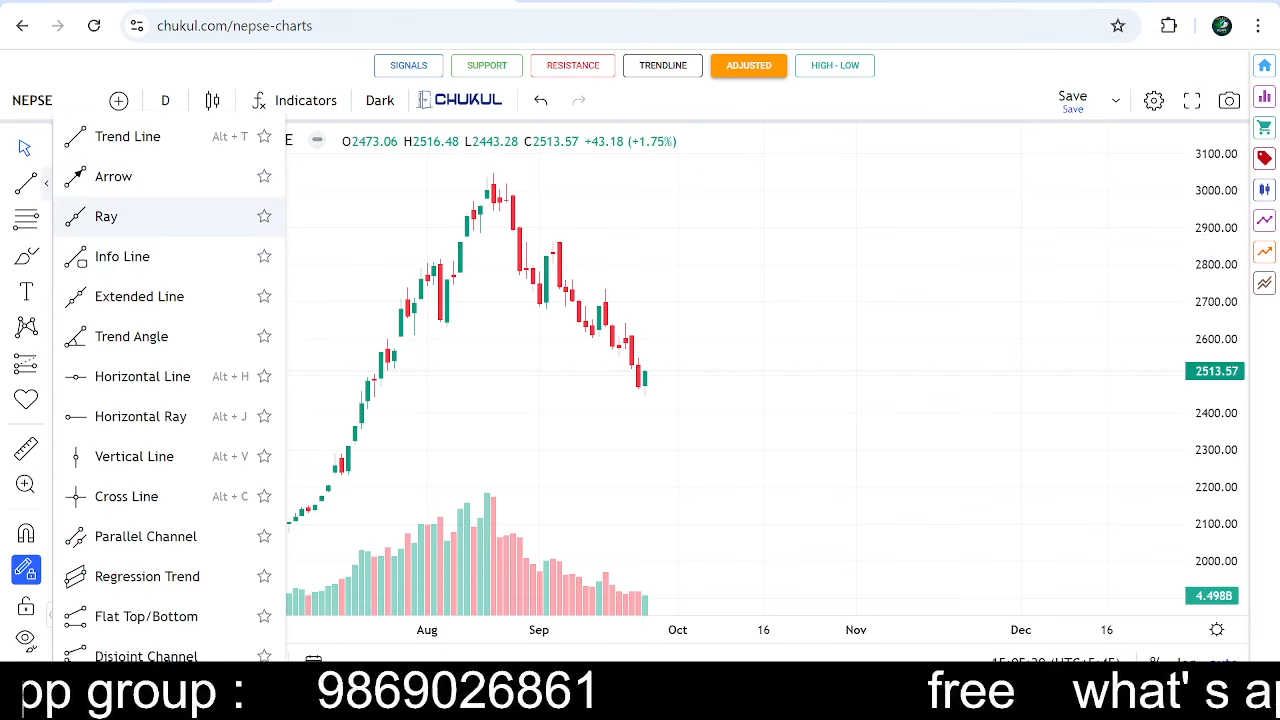 chukul.com/nepse-charts
SIGNALS
SUPPORT
RESISTANCE
TRENDLINE
ADJUSTED
HIGH - LOW
NEPSE
D
Indicators
Dark
CHUKUL
Save
Save
E
O2473.06 H2516.48 L2443.28 C2513.57 +43.18 (+1.75%)
Trend Line Alt + T
Arrow
Ray
Info Line
Extended Line
Trend Angle
Horizontal Line Alt + H
Horizontal Ray Alt + J
Vertical Line Alt + V
Cross Line Alt + C
Parallel Channel
Regression Trend
Flat Top/Bottom
Disjoint Channel
3100.00
3000.00
2900.00
2800.00
2700.00
2600.00
2513.57
2400.00
2300.00
2200.00
2100.00
2000.00
4.498B
Aug Sep Oct 16 Nov Dec 16
pp group : 9869026861 free what' s a